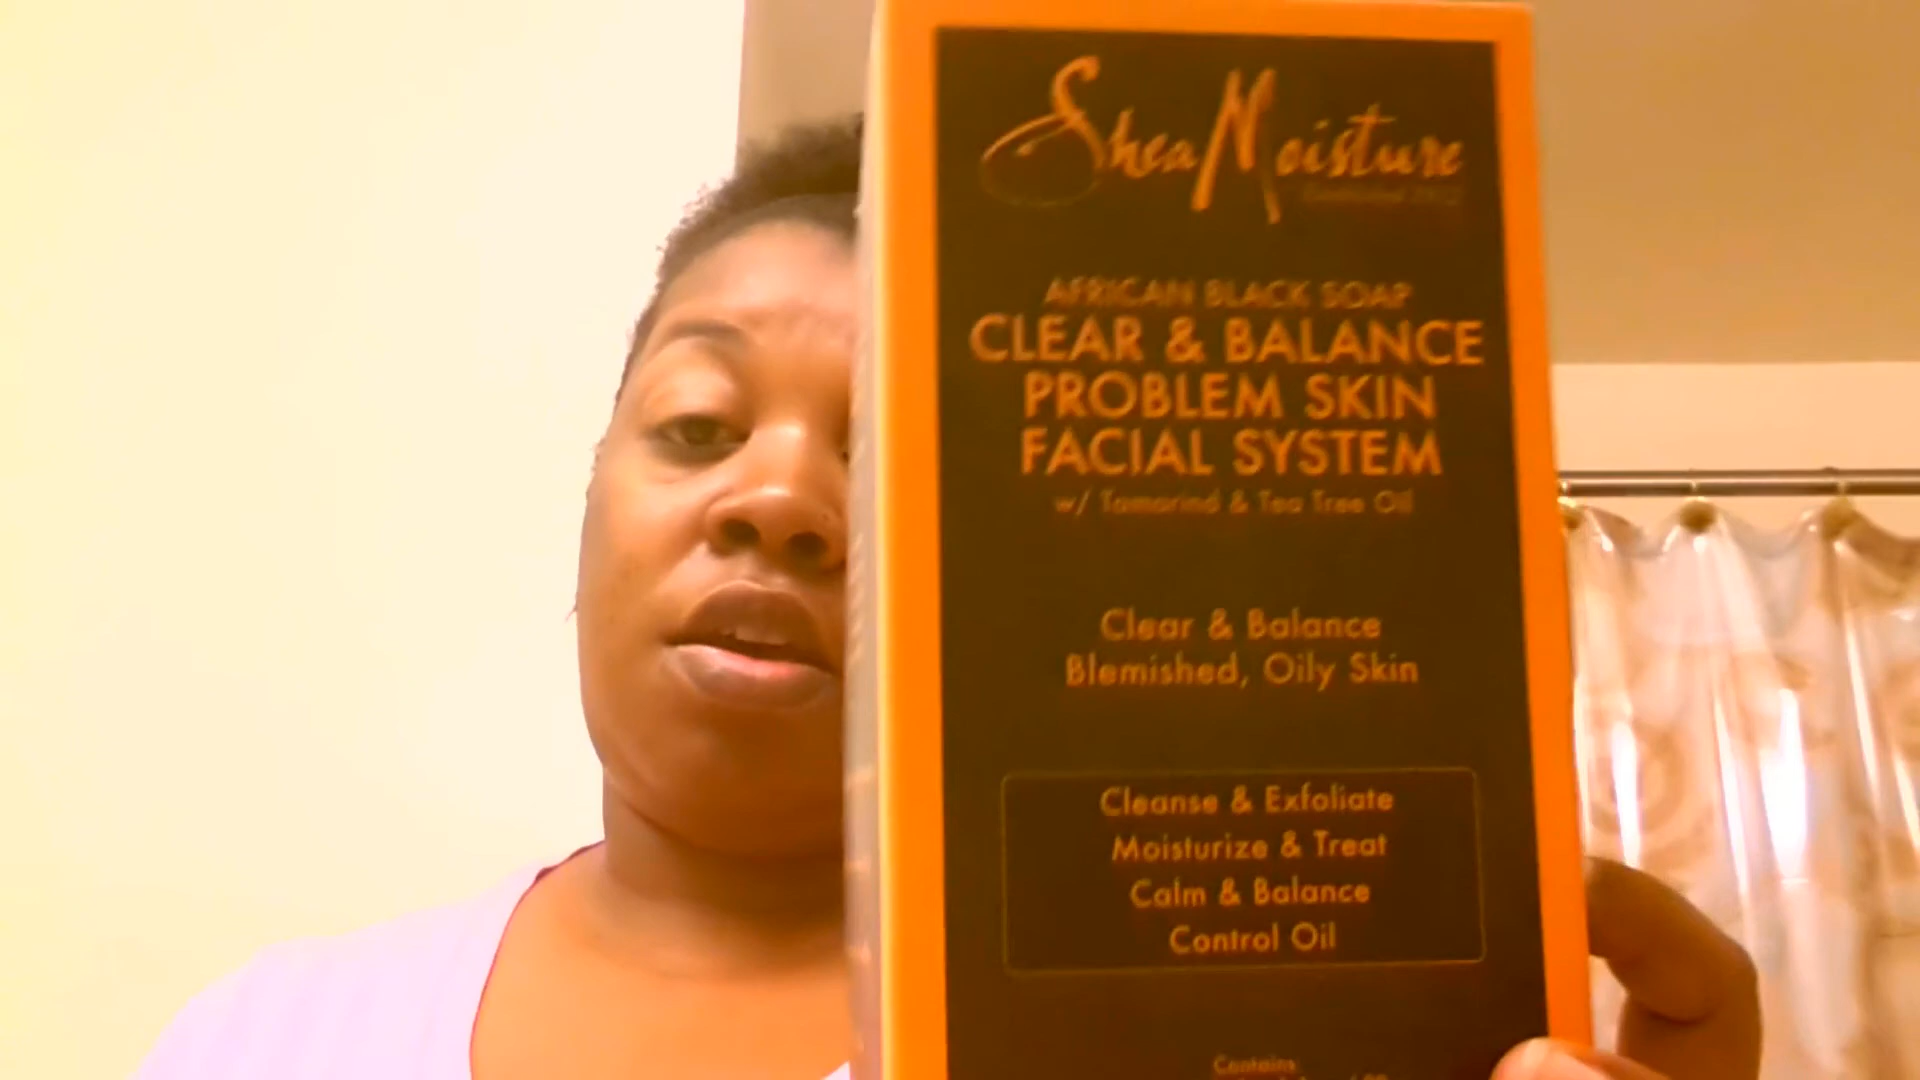 SheaMoisture
AFRICAN BLACK SOAP
CLEAR & BALANCE
PROBLEM SKIN
FACIAL SYSTEM
w/ Tamarind & Tea Tree Oil
Clear & Balance
Blemished, Oily Skin
Cleanse & Exfoliate
Moisturize & Treat
Calm & Balance
Control Oil
Contains